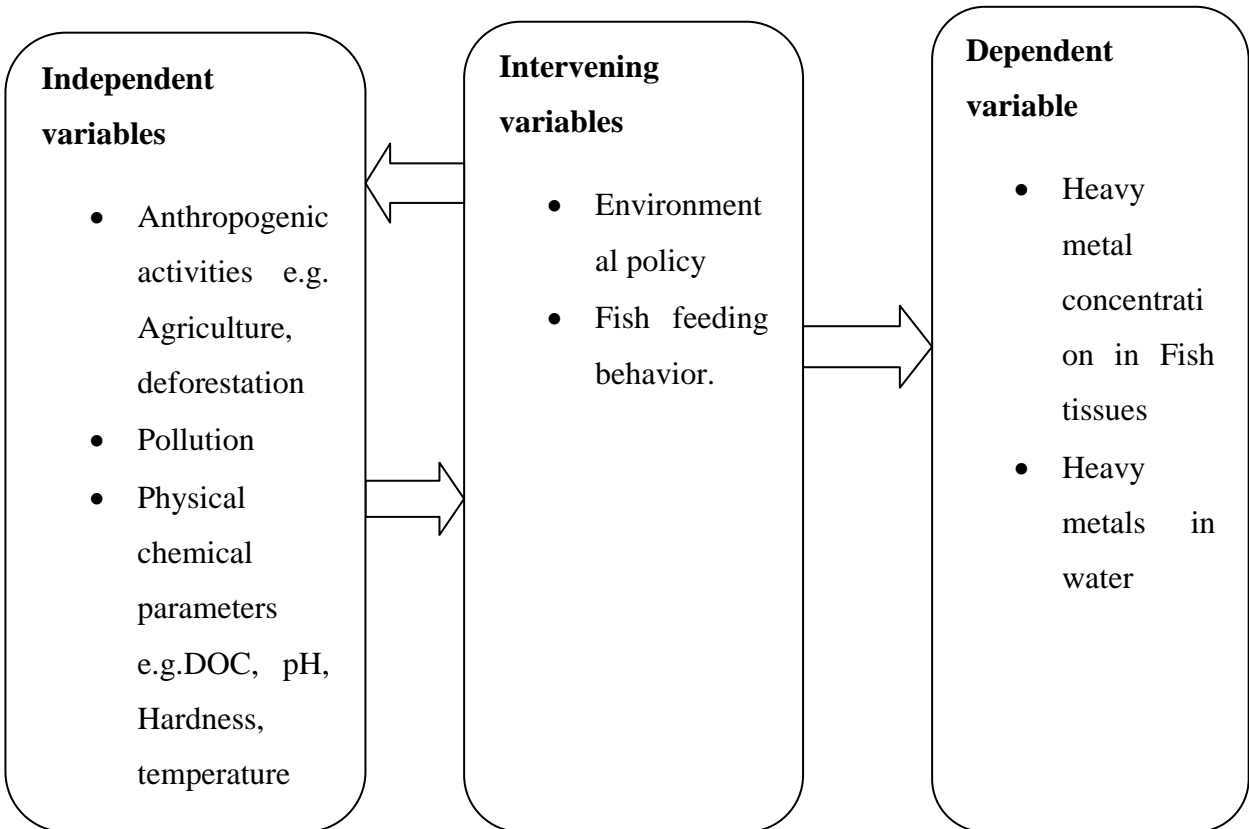 Independent
variables
• Anthropogenic
activities e.g.
Agriculture,
deforestation
• Pollution
• Physical
chemical
parameters
e.g.DOC, pH,
Hardness,
temperature
Intervening
variables
• Environment
al policy
• Fish feeding
behavior.
Dependent
variable
• Heavy
metal
concentrati
on in Fish
tissues
• Heavy
metals in
water